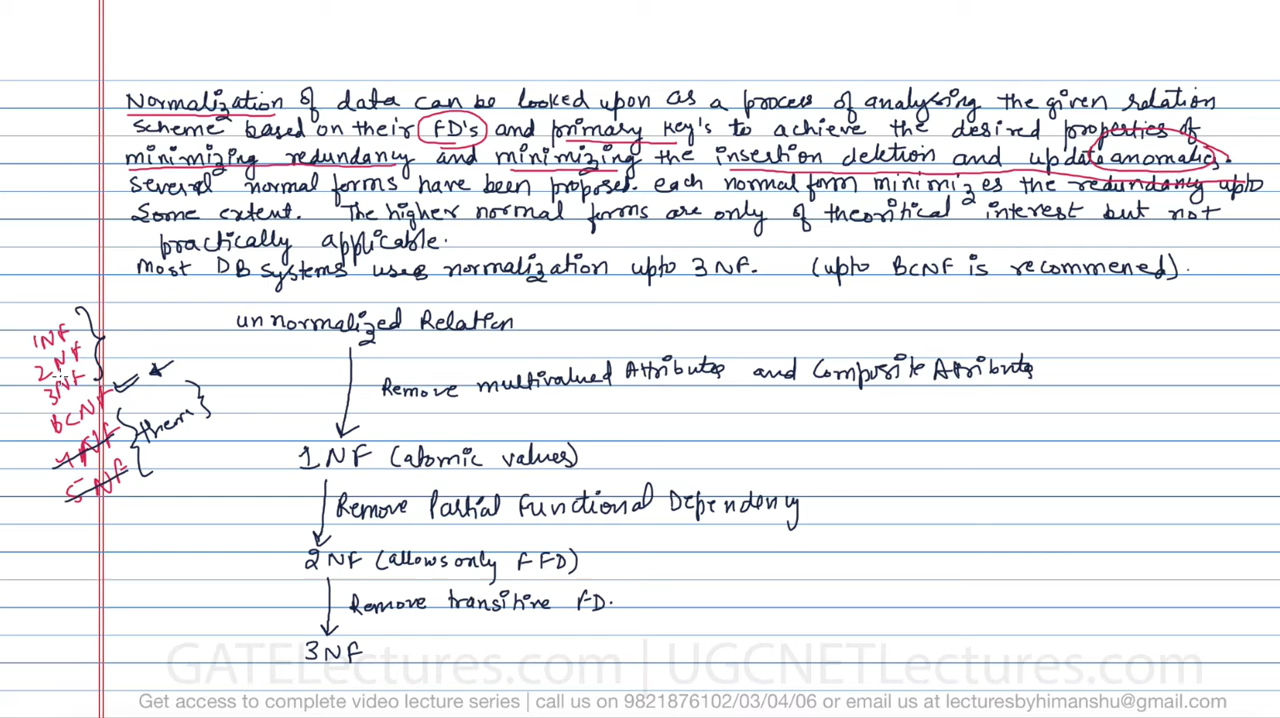 Normalization of data can be looked upon as a process of analysing the given relation
scheme based on their FD's and primary key's to achieve the desired properties of
minimizing redundancy and minimizing the insertion deletion and update anomalies.
Several normal forms have been proposed. each normal form minimizes the redundancy upto
Some extent. The higher normal forms are only of theoritical interest but not
practically applicable.
Most DB systems uses normalization upto 3NF. (upto BCNF is recommened).
unnormalized Relation
Remove multivalued Attributes and Composite Attributes
1NF
2NF
3NF
BCNF
4NF
5NF
them
1NF (atomic values)
Remove Partial Functional Dependency
2NF (allows only FFD)
Remove transitive FD.
3NF
GATELectures.com | UGCNETLectures.com
Get access to complete video lecture series | call us on 9821876102/03/04/06 or email us at lecturesbyhimanshu@gmail.com